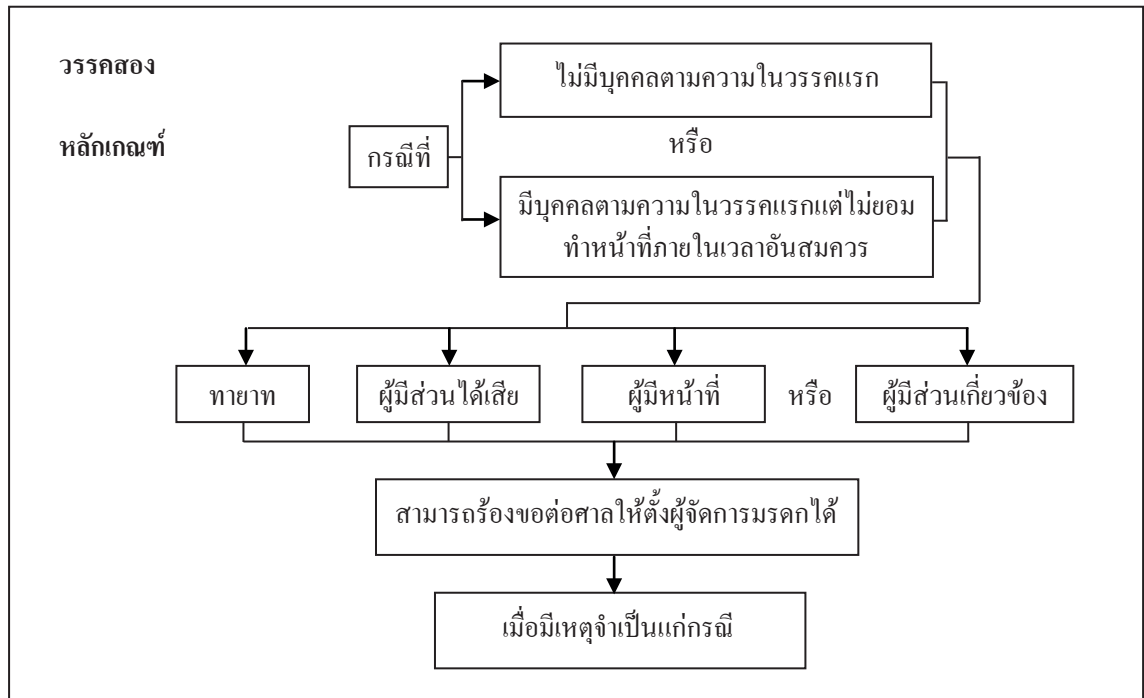 วรรคสอง
ไม่มีบุคคลตามความในวรรคแรก
หลักเกณฑ์
กรณีที่
หรือ
มีบุคคลตามความในวรรคแรกแต่ไม่ยอม
ทำหน้าที่ภายในเวลาอันสมควร
ทายาท
ผู้มีส่วนได้เสีย
ผู้มีหน้าที่
หรือ
ผู้มีส่วนเกี่ยวข้อง
สามารถร้องขอต่อศาลให้ตั้งผู้จัดการมรดกได้
เมื่อมีเหตุจำเป็นแก่กรณี